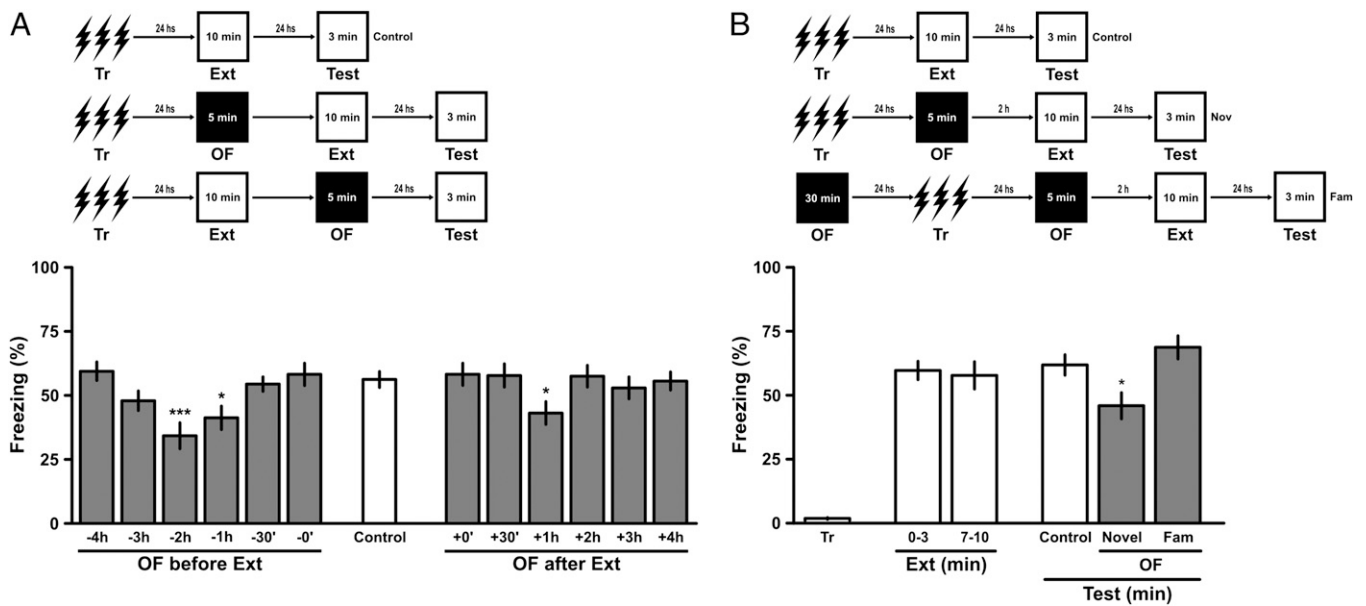 A
24 hs 24 hs
10 min 3 min Control
Tr Ext Test
24 hs 24 hs
5 min 10 min 3 min
Tr OF Ext Test
24 hs 24 hs
10 min 5 min 3 min
Tr Ext OF Test
100
75
50
25
0
Freezing (%)
*** * *
-4h -3h -2h -1h -30' -0' Control +0' +30' +1h +2h +3h +4h
OF before Ext OF after Ext
B
24 hs 24 hs
10 min 3 min Control
Tr Ext Test
24 hs 2 h 24 hs
5 min 10 min 3 min Nov
Tr OF Ext Test
24 hs 24 hs 2 h 24 hs
30 min 5 min 10 min 3 min Fam
OF Tr OF Ext Test
100
75
50
25
0
Freezing (%)
*
Tr 0-3 7-10 Control Novel Fam
Ext (min) OF
Test (min)